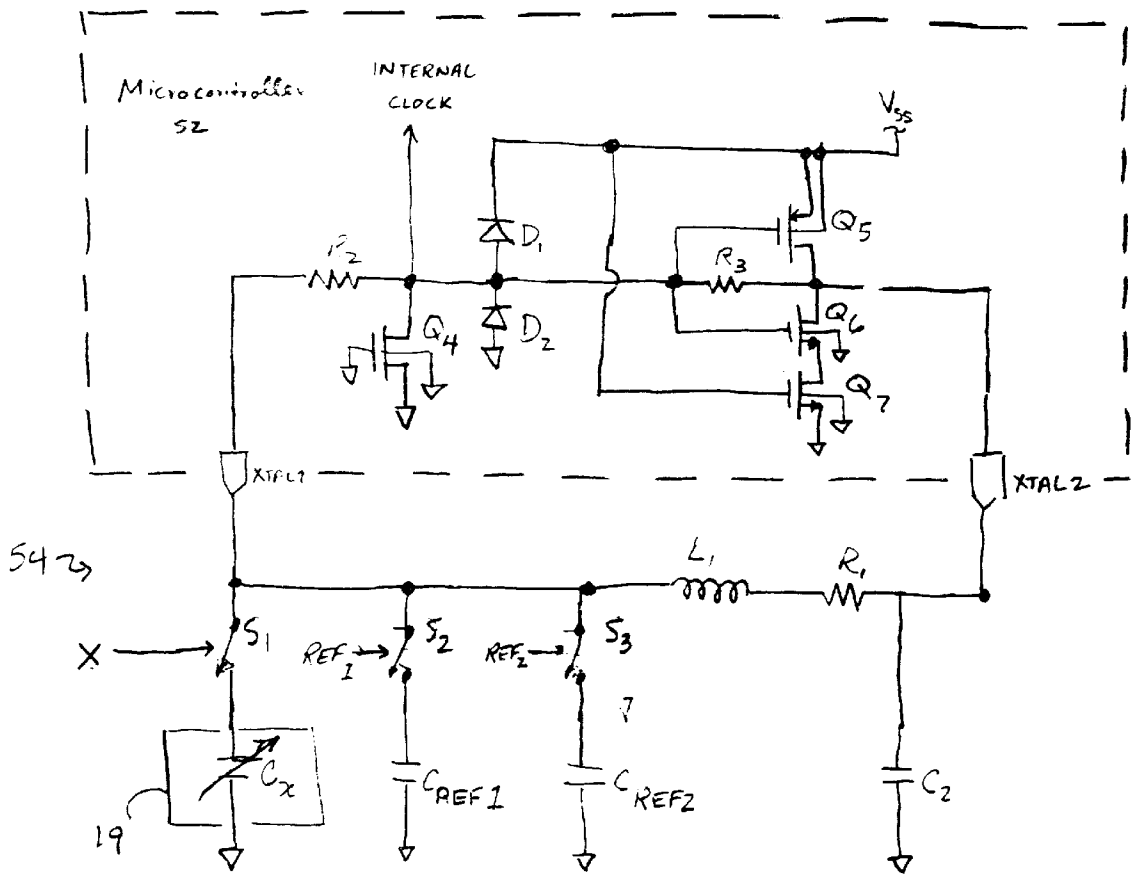 Microcontroller
52
INTERNAL
CLOCK
V55
D1
Q5
R2
R3
Q4
D2
Q6
Q7
XTAL1
XTAL2
54
L1
R1
X
S1
REF1
S2
REF2
S3
Cx
19
CREF1
CREF2
C2